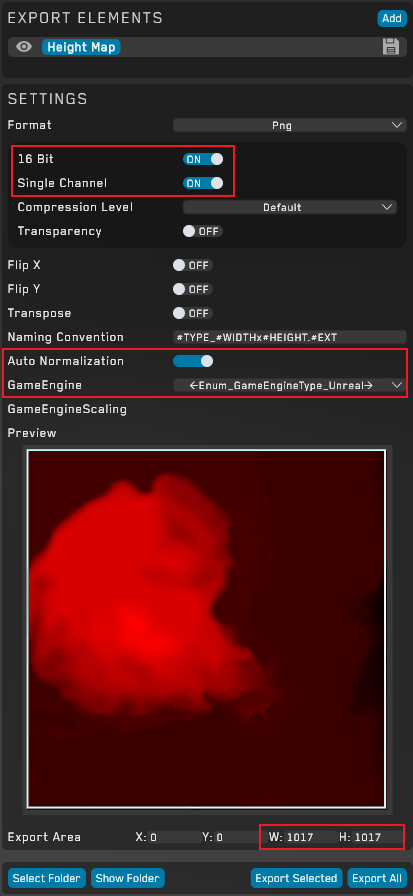 EXPORT ELEMENTS
Add
Height Map
SETTINGS
Format Png
16 Bit ON
Single Channel ON
Compression Level Default
Transparency OFF
Flip X OFF
Flip Y OFF
Transpose OFF
Naming Convention #TYPE_#WIDTHx#HEIGHT.#EXT
Auto Normalization
GameEngine <-Enum_GameEngineType_Unreal->
GameEngineScaling
Preview
Export Area X: 0 Y: 0 W: 1017 H: 1017
Select Folder Show Folder Export Selected Export All